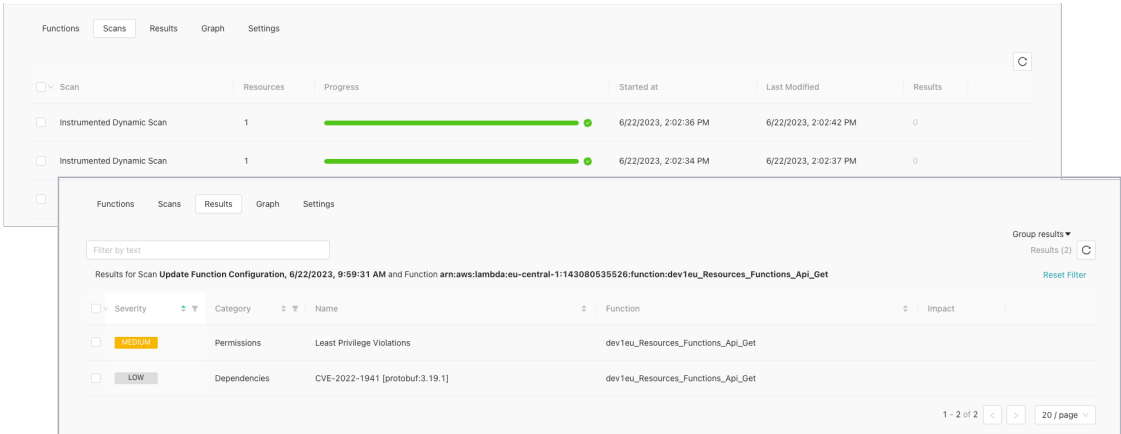 Functions Scans Results Graph Settings
Scan Resources Progress Started at Last Modified Results
Instrumented Dynamic Scan 1 6/22/2023, 2:02:36 PM 6/22/2023, 2:02:42 PM 0
Instrumented Dynamic Scan 1 6/22/2023, 2:02:34 PM 6/22/2023, 2:02:37 PM 0
Functions Scans Results Graph Settings
Group results
Filter by text Results (2)
Results for Scan Update Function Configuration, 6/22/2023, 9:59:31 AM and Function arn:aws:lambda:eu-central-1:143080535526:function:dev1eu_Resources_Functions_Api_Get Reset Filter
Severity Category Name Function Impact
MEDIUM Permissions Least Privilege Violations dev1eu_Resources_Functions_Api_Get
LOW Dependencies CVE-2022-1941 [protobuf:3.19.1] dev1eu_Resources_Functions_Api_Get
1 - 2 of 2 < > 20 / page